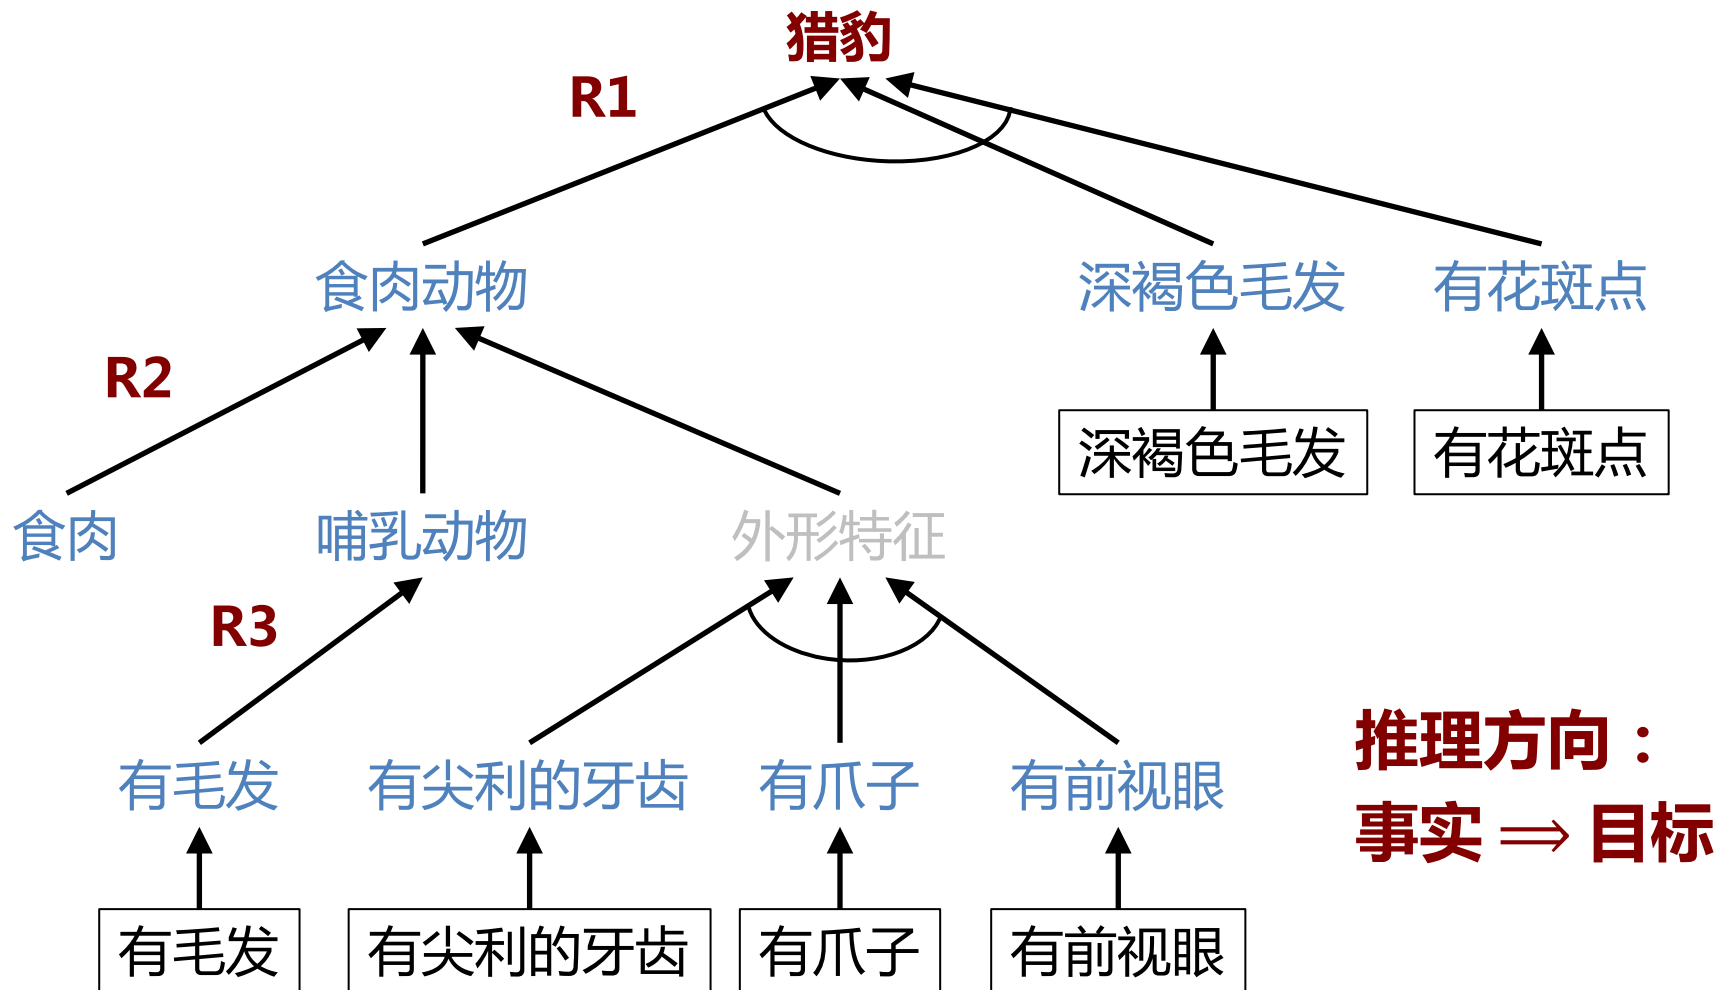 猎豹
R1
食肉动物
深褐色毛发
有花斑点
R2
深褐色毛发
有花斑点
食肉
哺乳动物
外形特征
R3
有毛发
有尖利的牙齿
有爪子
有前视眼
推理方向：
事实 ⟹ 目标
有毛发
有尖利的牙齿
有爪子
有前视眼